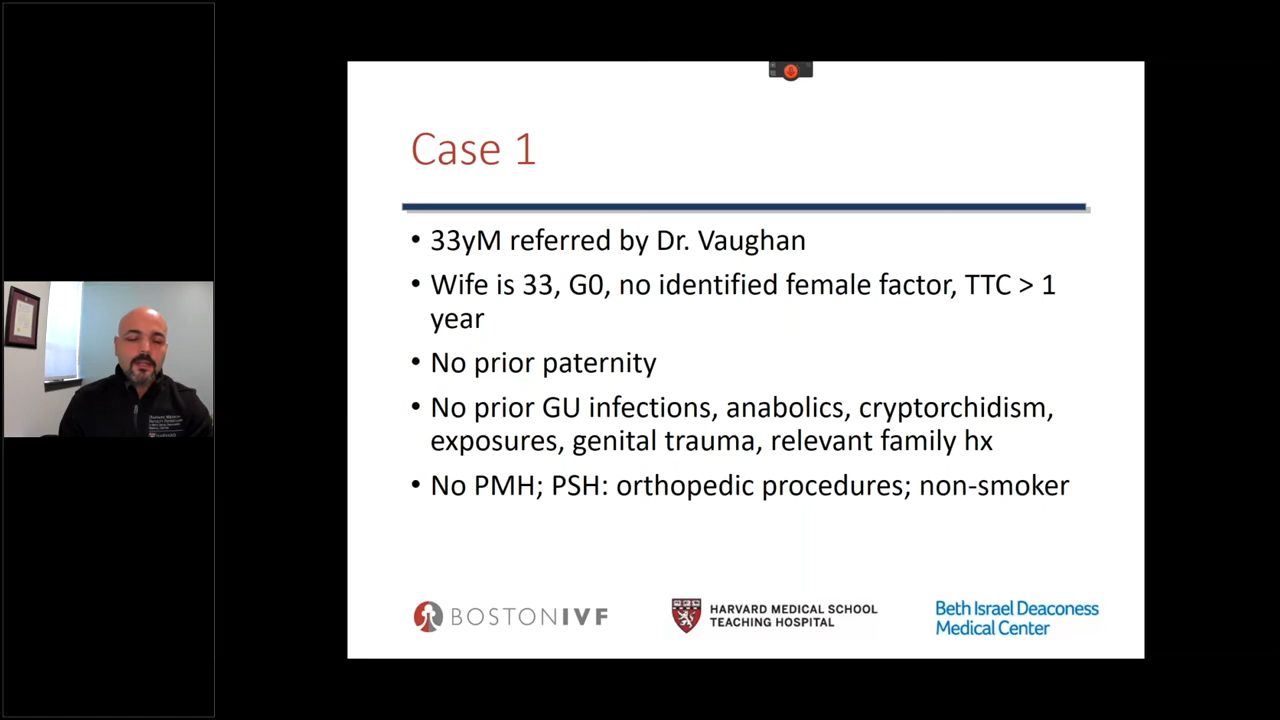 Case 1
• 33yM referred by Dr. Vaughan
• Wife is 33, G0, no identified female factor, TTC > 1
year
• No prior paternity
• No prior GU infections, anabolics, cryptorchidism,
exposures, genital trauma, relevant family hx
• No PMH; PSH: orthopedic procedures; non-smoker
BOSTONIVF
HARVARD MEDICAL SCHOOL
TEACHING HOSPITAL
Beth Israel Deaconess
Medical Center